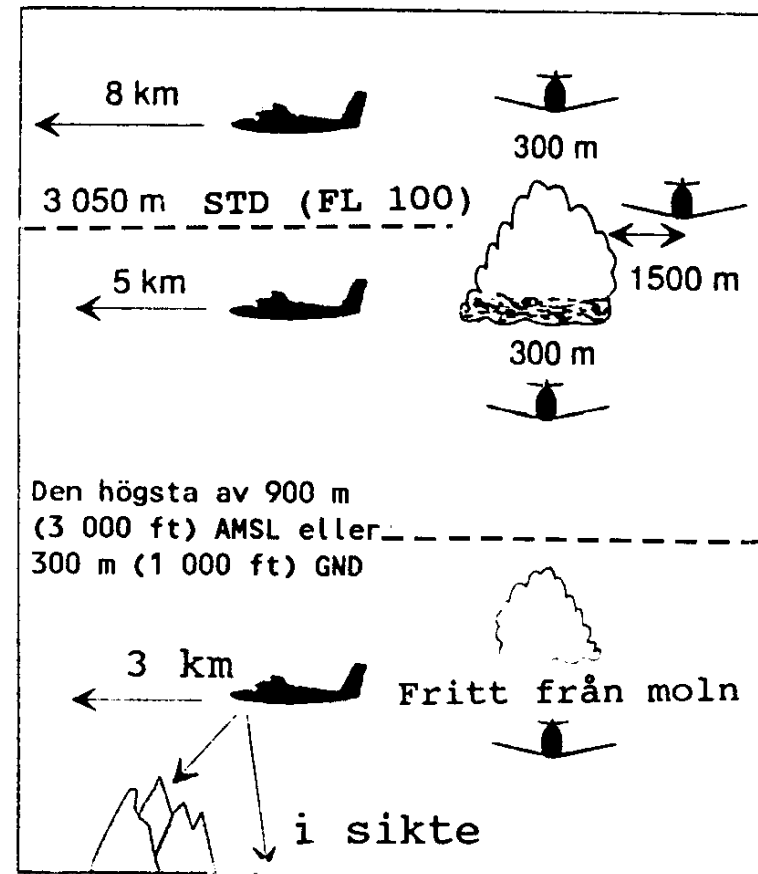 8 km
300 m
3 050 m STD (FL 100)
5 km
1500 m
300 m
Den högsta av 900 m
(3 000 ft) AMSL eller
300 m (1 000 ft) GND
3 km
Fritt från moln
i sikte